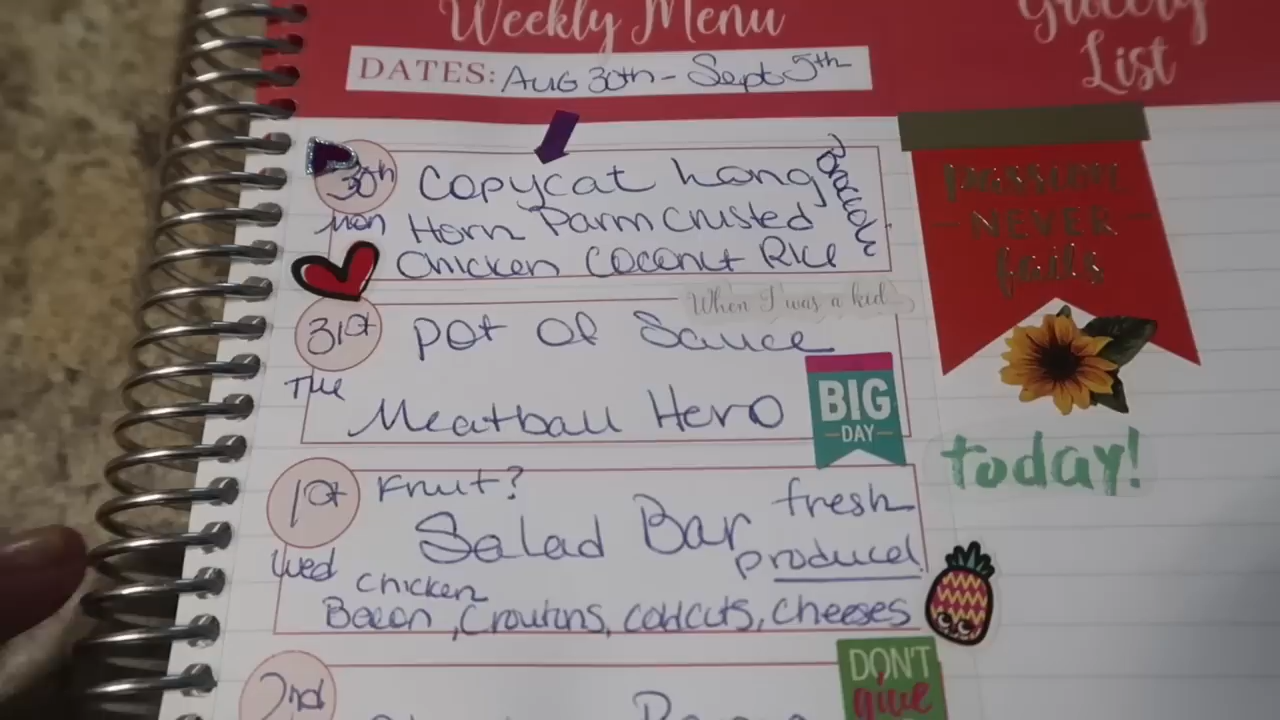 Weekly Menu
DATES: Aug 30th - Sept 5th
Grocery
List
30th
Mon
Copycat Long
Horn Parm Crusted
Chicken Coconut Rice
Broccoli
When I was a kid
31st
Tue
Pot of Sauce
Meatball Hero
BIG
DAY
1st
Wed
Fruit?
Salad Bar
fresh
produce
Chicken
Bacon, Croutons, coldcuts, cheeses
2nd
DON'T
give
passion
NEVER
fails
today!